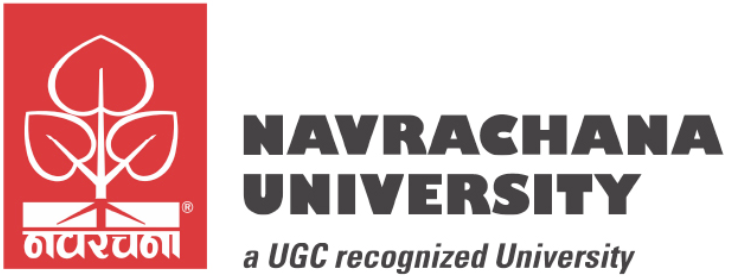 NAVRACHANA
UNIVERSITY
a UGC recognized University
®
नवरचना